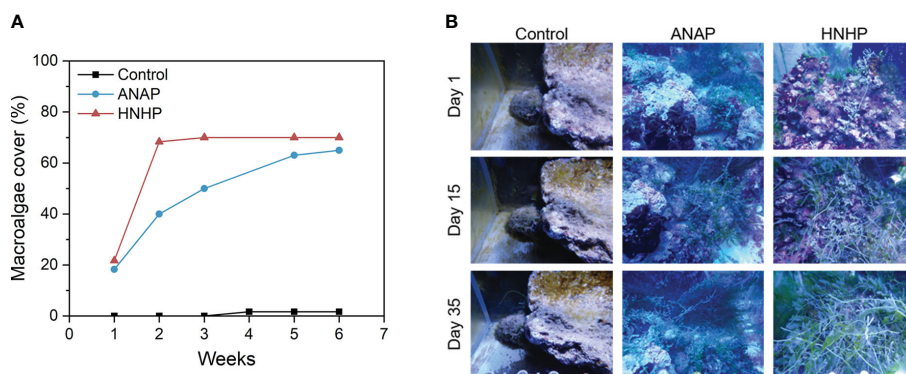 A
100
80
60
40
20
0
Macroalgae cover (%)
Control
ANAP
HNHP
0 1 2 3 4 5 6 7
Weeks
B
Control ANAP HNHP
Day 1
Day 15
Day 35